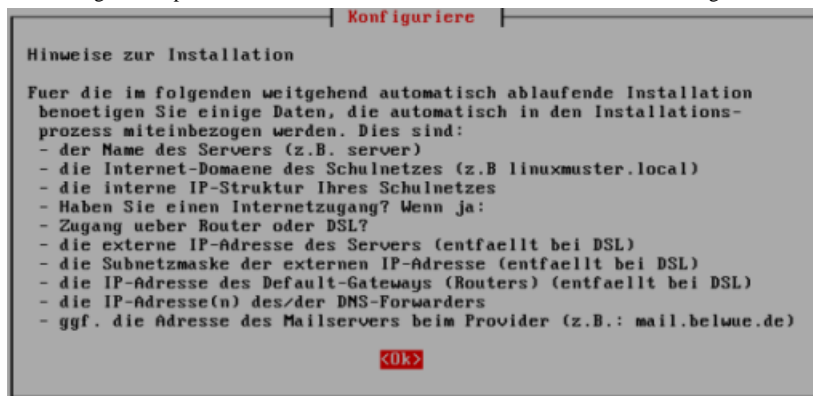 Konfiguriere
Hinweise zur Installation
Fuer die im folgenden weitgehend automatisch ablaufende Installation
benoetigen Sie einige Daten, die automatisch in den Installations-
prozess miteinbezogen werden. Dies sind:
- der Name des Servers (z.B. server)
- die Internet-Domaene des Schulnetzes (z.B linuxmuster.local)
- die interne IP-Struktur Ihres Schulnetzes
- Haben Sie einen Internetzugang? Wenn ja:
- Zugang ueber Router oder DSL?
- die externe IP-Adresse des Servers (entfaellt bei DSL)
- die Subnetzmaske der externen IP-Adresse (entfaellt bei DSL)
- die IP-Adresse des Default-Gateways (Routers) (entfaellt bei DSL)
- die IP-Adresse(n) des/der DNS-Forwarders
- ggf. die Adresse des Mailservers beim Provider (z.B.: mail.belwue.de)
<Ok>